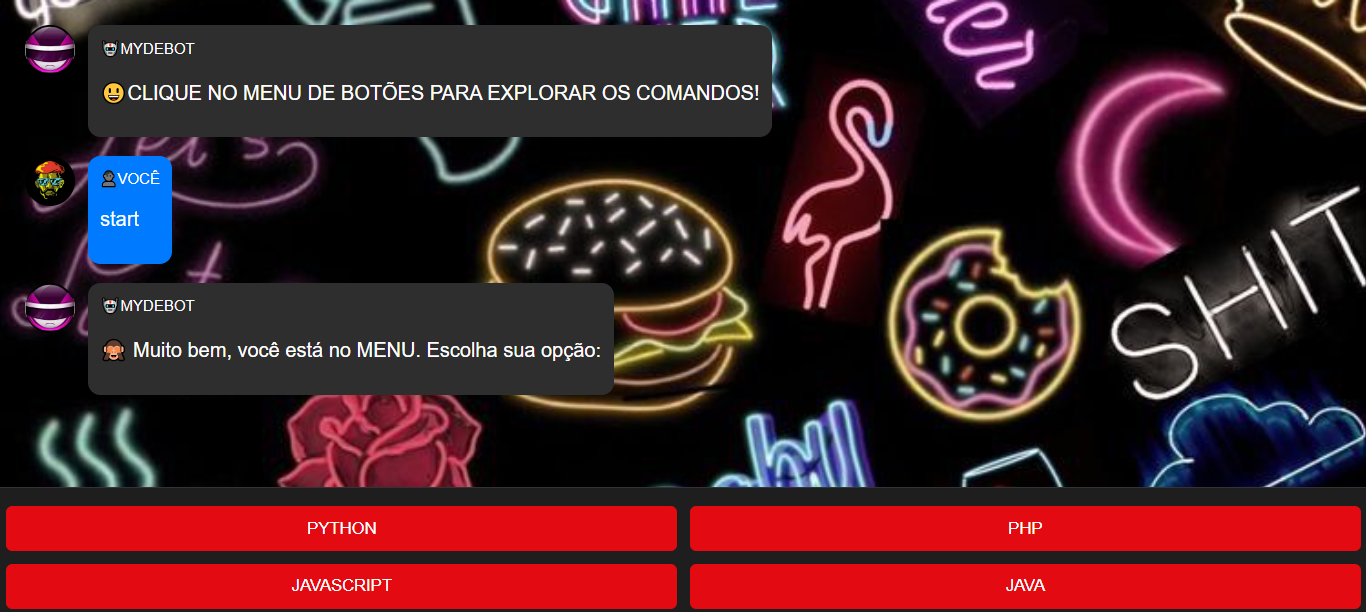 MYDEBOT
😃CLIQUE NO MENU DE BOTÕES PARA EXPLORAR OS COMANDOS!
VOCÊ
start
MYDEBOT
🙈 Muito bem, você está no MENU. Escolha sua opção:
SHIT
PYTHON
PHP
JAVASCRIPT
JAVA